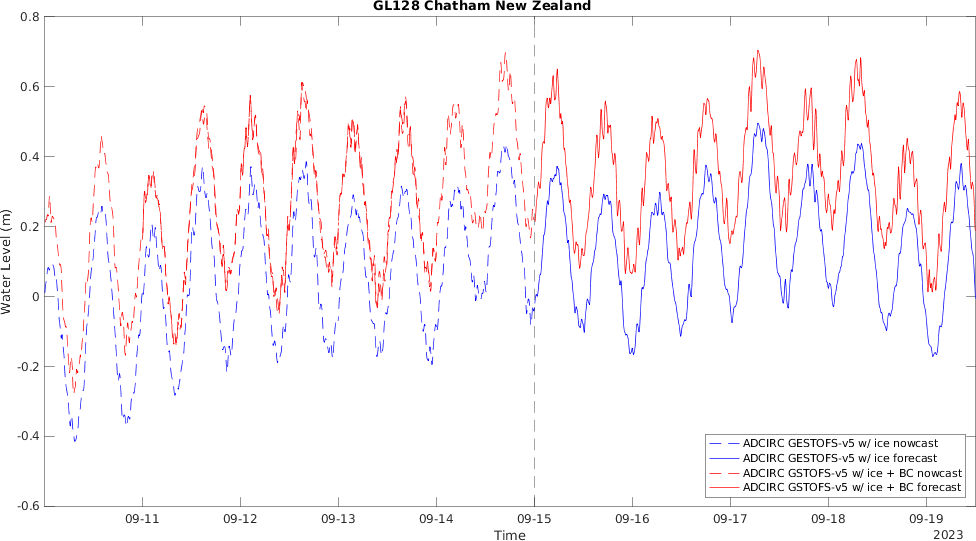 GL128 Chatham New Zealand
0.8
0.6
0.4
0.2
0
-0.2
-0.4
-0.6
Water Level (m)
ADCIRC GESTOFS-v5 w/ ice nowcast
ADCIRC GESTOFS-v5 w/ ice forecast
ADCIRC GSTOFS-v5 w/ ice + BC nowcast
ADCIRC GSTOFS-v5 w/ ice + BC forecast
09-11 09-12 09-13 09-14 09-15 09-16 09-17 09-18 09-19
Time
2023